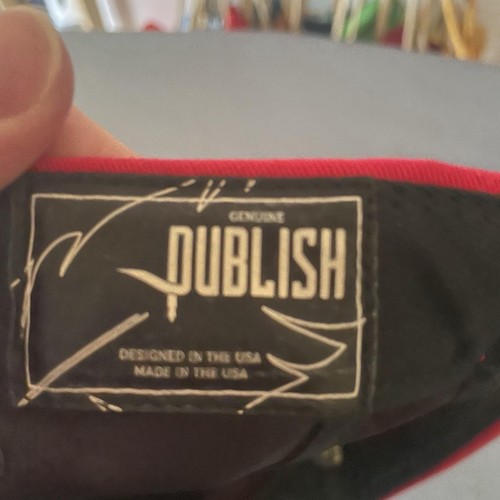 GENUINE
PUBLISH
DESIGNED IN THE USA
MADE IN THE USA